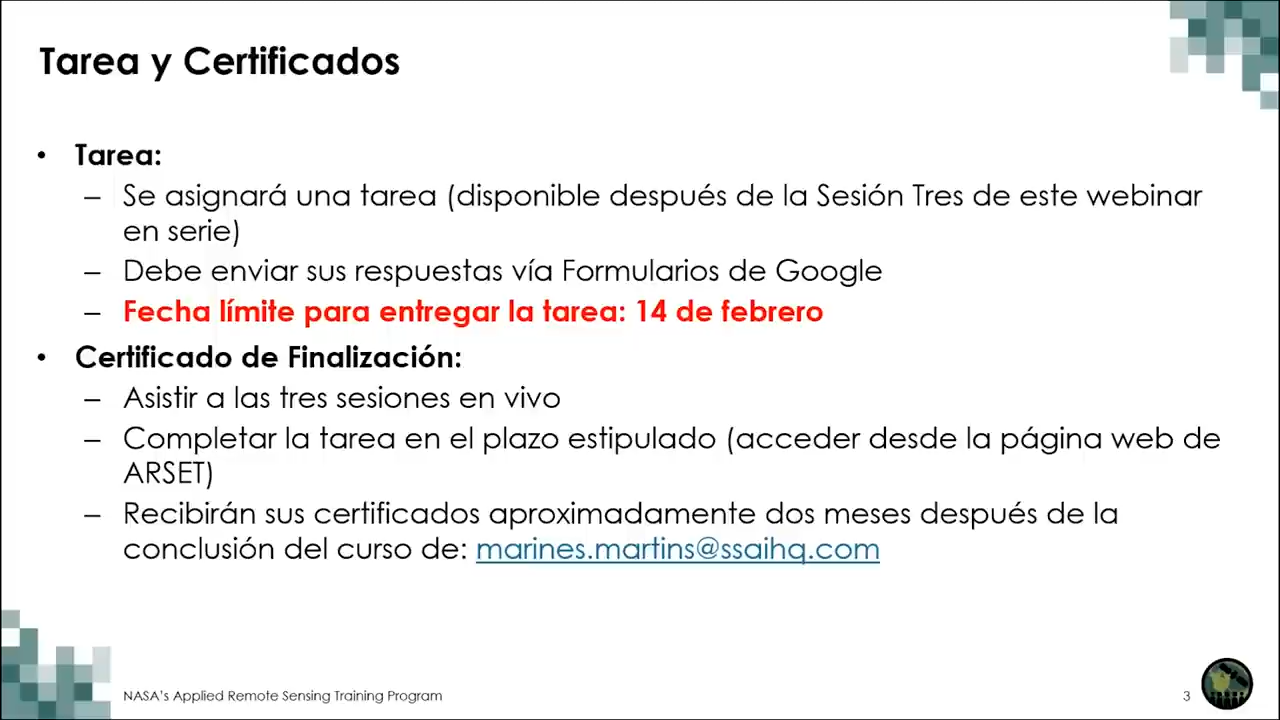 Tarea y Certificados
• Tarea:
– Se asignará una tarea (disponible después de la Sesión Tres de este webinar
en serie)
– Debe enviar sus respuestas vía Formularios de Google
– Fecha límite para entregar la tarea: 14 de febrero
• Certificado de Finalización:
– Asistir a las tres sesiones en vivo
– Completar la tarea en el plazo estipulado (acceder desde la página web de
ARSET)
– Recibirán sus certificados aproximadamente dos meses después de la
conclusión del curso de: marines.martins@ssaihq.com
NASA's Applied Remote Sensing Training Program
3